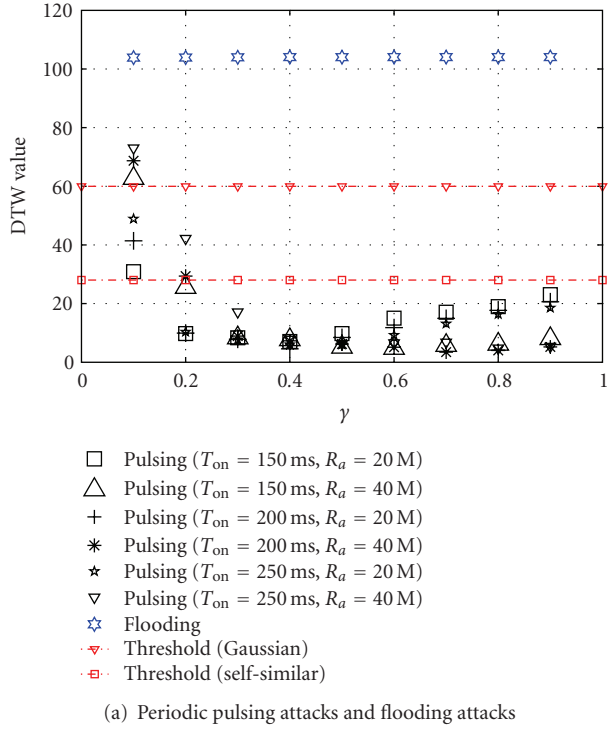 120
100
80
60
40
20
0
DTW value
0 0.2 0.4 0.6 0.8 1
γ
Pulsing (T_on = 150 ms, R_a = 20 M)
Pulsing (T_on = 150 ms, R_a = 40 M)
Pulsing (T_on = 200 ms, R_a = 20 M)
Pulsing (T_on = 200 ms, R_a = 40 M)
Pulsing (T_on = 250 ms, R_a = 20 M)
Pulsing (T_on = 250 ms, R_a = 40 M)
Flooding
Threshold (Gaussian)
Threshold (self-similar)
(a) Periodic pulsing attacks and flooding attacks